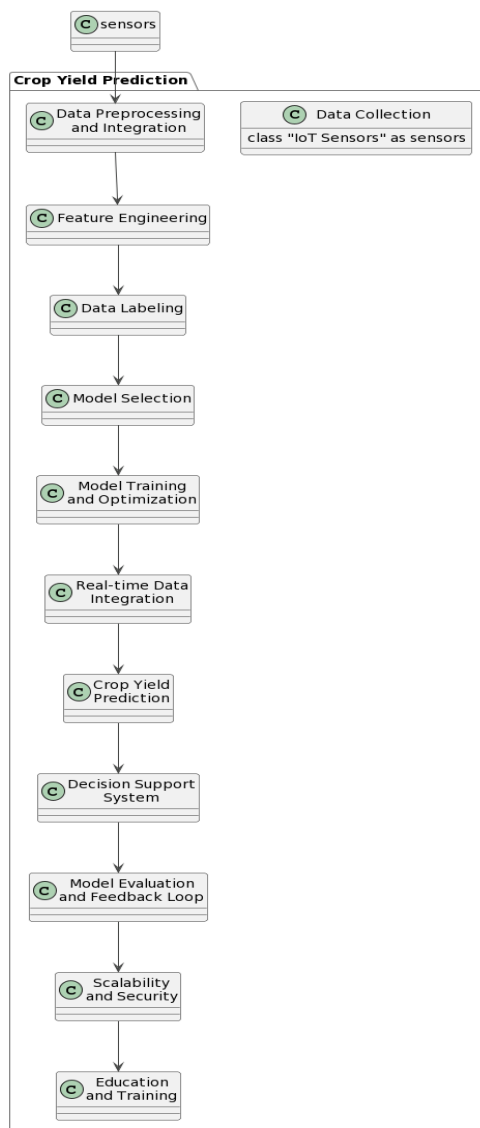 C sensors
Crop Yield Prediction
C Data Preprocessing
and Integration
C Data Collection
class "IoT Sensors" as sensors
C Feature Engineering
C Data Labeling
C Model Selection
C Model Training
and Optimization
C Real-time Data
Integration
C Crop Yield
Prediction
C Decision Support
System
C Model Evaluation
and Feedback Loop
C Scalability
and Security
C Education
and Training